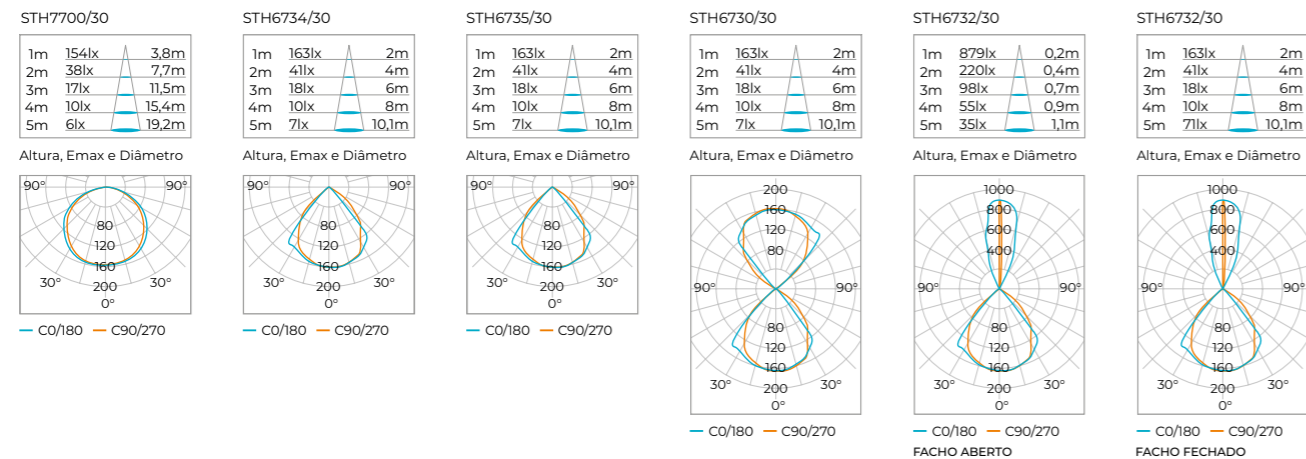 STH7700/30
1m 154lx 3,8m
2m 38lx 7,7m
3m 17lx 11,5m
4m 10lx 15,4m
5m 6lx 19,2m
Altura, Emax e Diâmetro
90° 90°
80
120
160
30° 200 30°
0°
C0/180 C90/270
STH6734/30
1m 163lx 2m
2m 41lx 4m
3m 18lx 6m
4m 10lx 8m
5m 7lx 10,1m
Altura, Emax e Diâmetro
90° 90°
80
120
160
30° 200 30°
0°
C0/180 C90/270
STH6735/30
1m 163lx 2m
2m 41lx 4m
3m 18lx 6m
4m 10lx 8m
5m 7lx 10,1m
Altura, Emax e Diâmetro
90° 90°
80
120
160
30° 200 30°
0°
C0/180 C90/270
STH6730/30
1m 163lx 2m
2m 41lx 4m
3m 18lx 6m
4m 10lx 8m
5m 7lx 10,1m
Altura, Emax e Diâmetro
200
160
120
80
90° 90°
80
120
160
30° 200 30°
0°
C0/180 C90/270
STH6732/30
1m 879lx 0,2m
2m 220lx 0,4m
3m 98lx 0,7m
4m 55lx 0,9m
5m 35lx 1,1m
Altura, Emax e Diâmetro
1000
800
600
400
90° 90°
80
120
160
30° 200 30°
0°
C0/180 C90/270
FACHO ABERTO
STH6732/30
1m 163lx 2m
2m 41lx 4m
3m 18lx 6m
4m 10lx 8m
5m 71lx 10,1m
Altura, Emax e Diâmetro
1000
800
600
400
90° 90°
80
120
160
30° 200 30°
0°
C0/180 C90/270
FACHO FECHADO